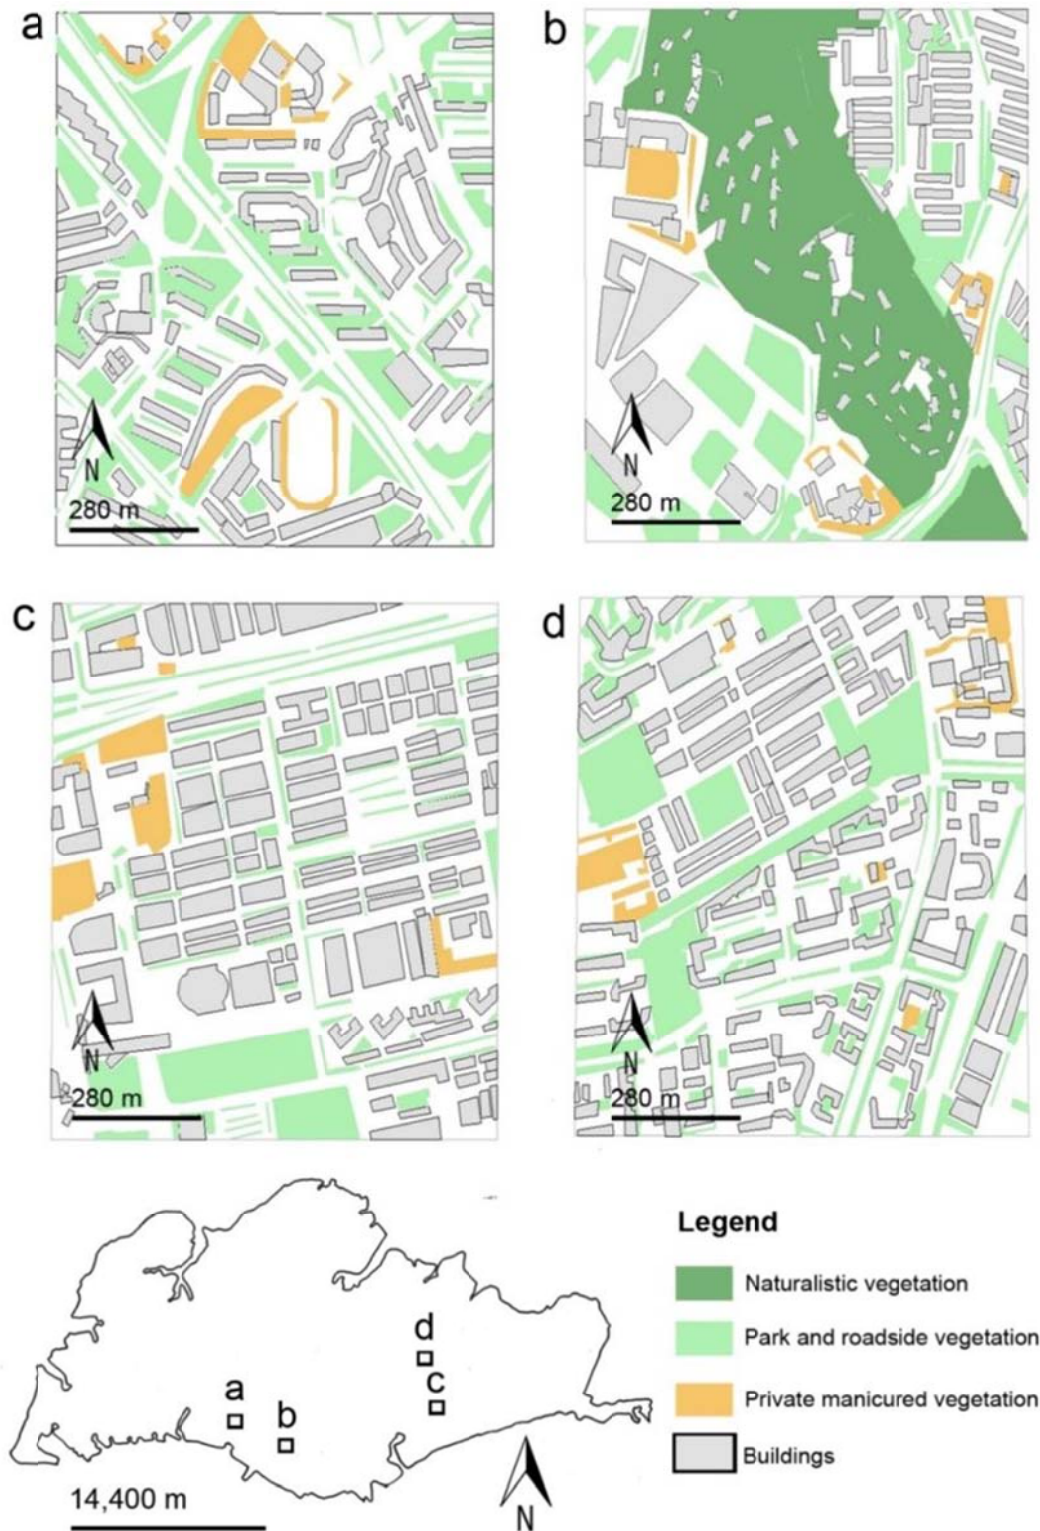 a
b
N
280 m
N
280 m
c
d
N
280 m
N
280 m
Legend
Naturalistic vegetation
Park and roadside vegetation
Private manicured vegetation
Buildings
a
b
c
d
14,400 m
N